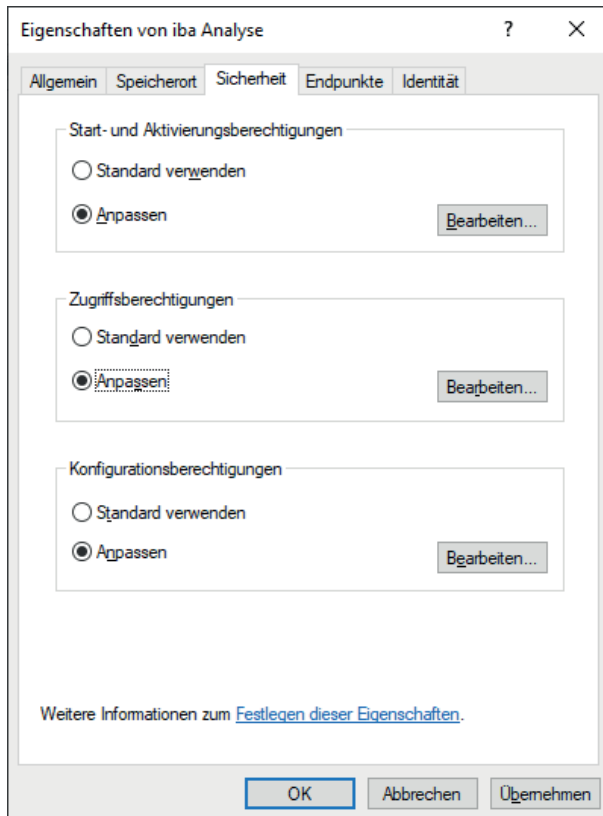 Eigenschaften von iba Analyse
?
Allgemein Speicherort Sicherheit Endpunkte Identität
Start- und Aktivierungsberechtigungen
Standard verwenden
Anpassen
Bearbeiten...
Zugriffsberechtigungen
Standard verwenden
Anpassen
Bearbeiten...
Konfigurationsberechtigungen
Standard verwenden
Anpassen
Bearbeiten...
Weitere Informationen zum Festlegen dieser Eigenschaften.
OK Abbrechen Übernehmen